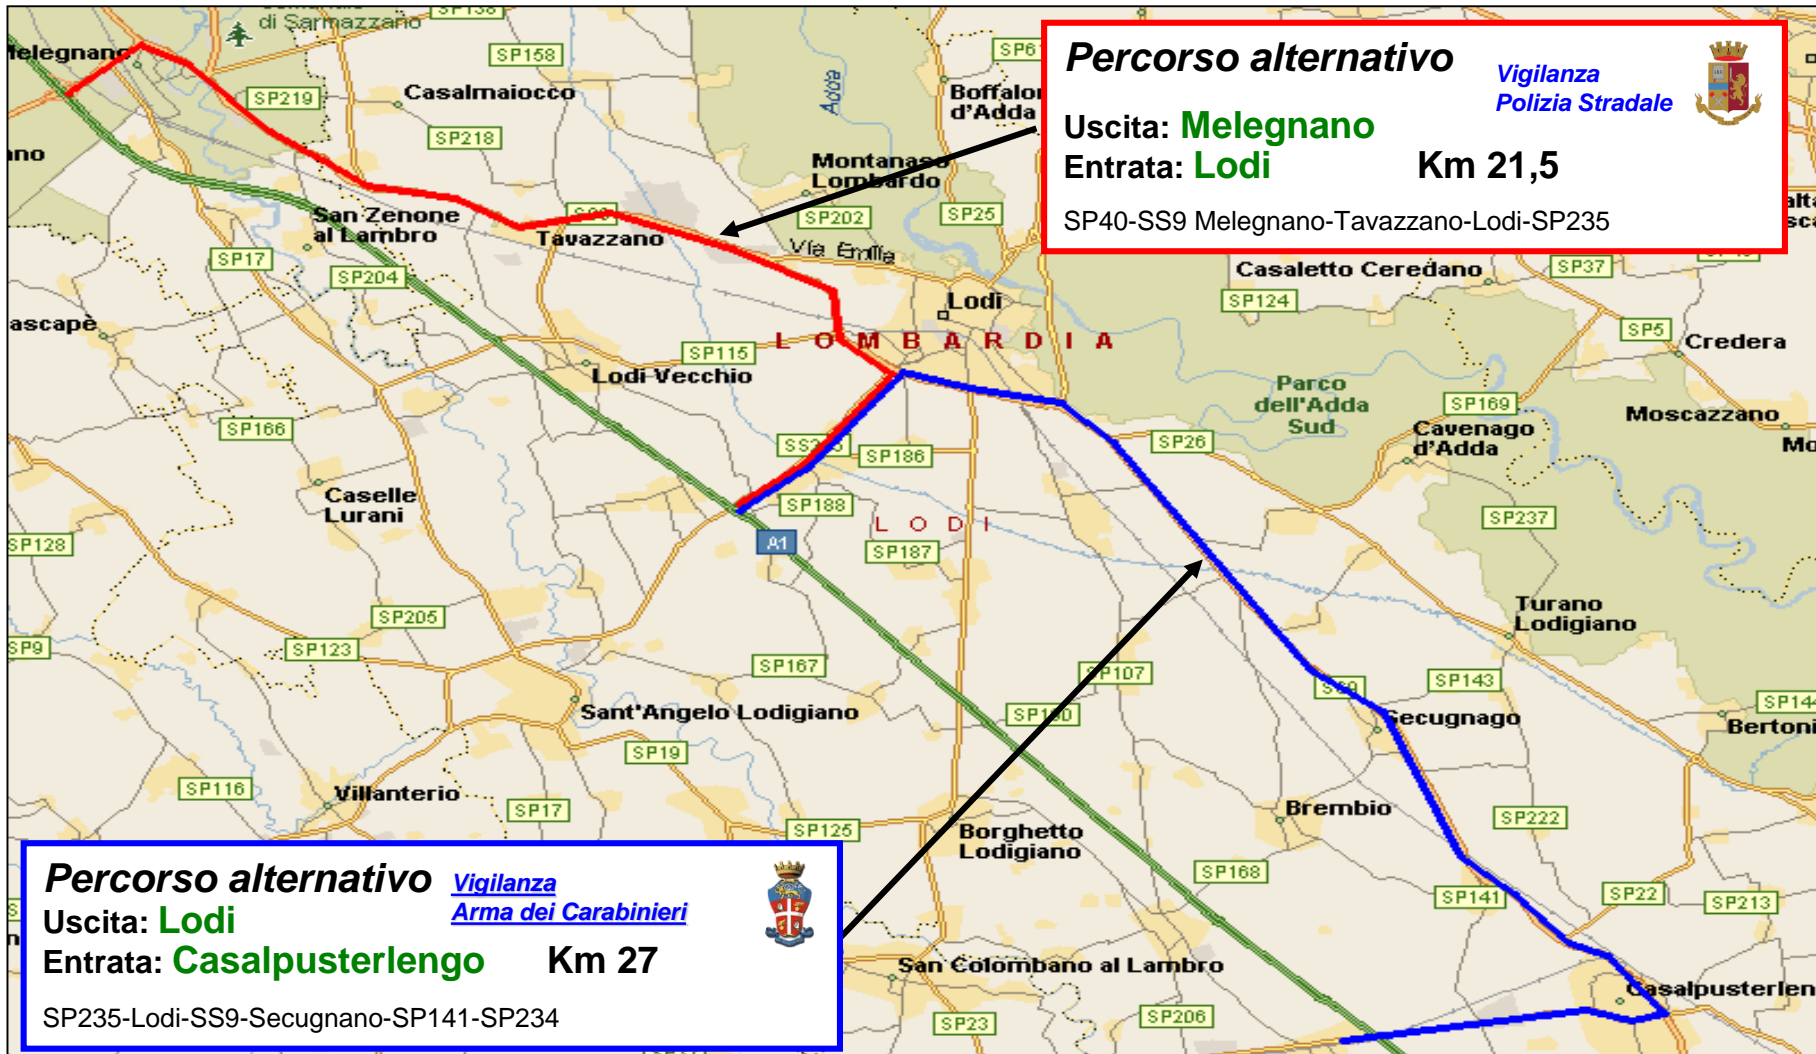 di Sarmazzano
SP138
Melegnano
SP158
SP219
Casalmaiocco
SP218
Adda
d'Adda
Percorso alternativo
Vigilanza
Polizia Stradale
Uscita: Melegnano
Entrata: Lodi
Km 21,5
SP40-SS9 Melegnano-Tavazzano-Lodi-SP235
Montanaso
Lombardo
SP202
SP25
San Zenone
al Lambro
Tavazzano
Via Emilia
SP17
SP204
Casaletto Ceredano
SP37
SP124
Lodi
SP5
Credera
LOMBARDIA
SP115
Lodi Vecchio
Parco
dell'Adda
Sud
SP169
Moscazzano
SP166
SP26
Cavenago
d'Adda
SP186
Caselle
Lurani
SP188
LODI
SP237
SP128
A1
SP187
SP205
Turano
Lodigiano
SP9
SP123
SP167
SP107
SP143
Sant'Angelo Lodigiano
SP19
Secugnago
SP116
Villanterio
SP17
SP125
Brembio
SP222
Borghetto
Lodigiano
SP168
SP141
SP22
SP213
Percorso alternativo
Vigilanza
Arma dei Carabinieri
Uscita: Lodi
Entrata: Casalpusterlengo
Km 27
SP235-Lodi-SS9-Secugnano-SP141-SP234
San Colombano al Lambro
Casalpusterlen
SP23
SP206